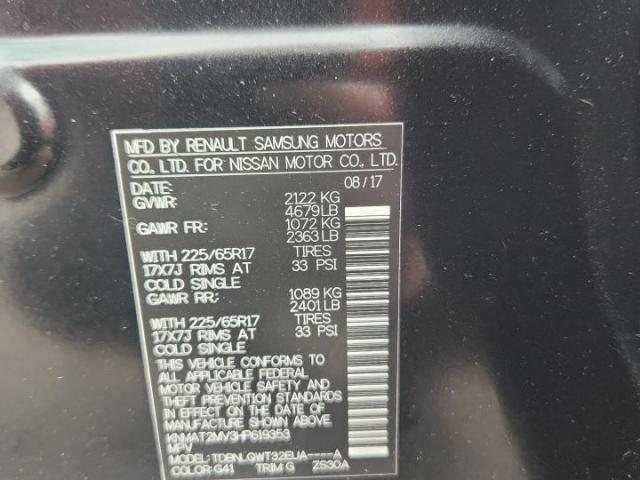 MFD BY RENAULT SAMSUNG MOTORS
CO., LTD. FOR NISSAN MOTOR CO., LTD.
DATE: 08/17
GVWR: 2122 KG
4679 LB
GAWR FR: 1072 KG
2363 LB
WITH 225/65R17 TIRES
17X7J RIMS AT 33 PSI
COLD SINGLE
GAWR RR: 1089 KG
2401 LB
WITH 225/65R17 TIRES
17X7J RIMS AT 33 PSI
COLD SINGLE
THIS VEHICLE CONFORMS TO
ALL APPLICABLE FEDERAL
MOTOR VEHICLE SAFETY AND
THEFT PREVENTION STANDARDS
IN EFFECT ON THE DATE OF
MANUFACTURE SHOWN ABOVE.
KNMAT2MV3HP619353
MPV
MODEL: TDBNLQWT32EUA----A
COLOR: G41 TRIM G ZS30A